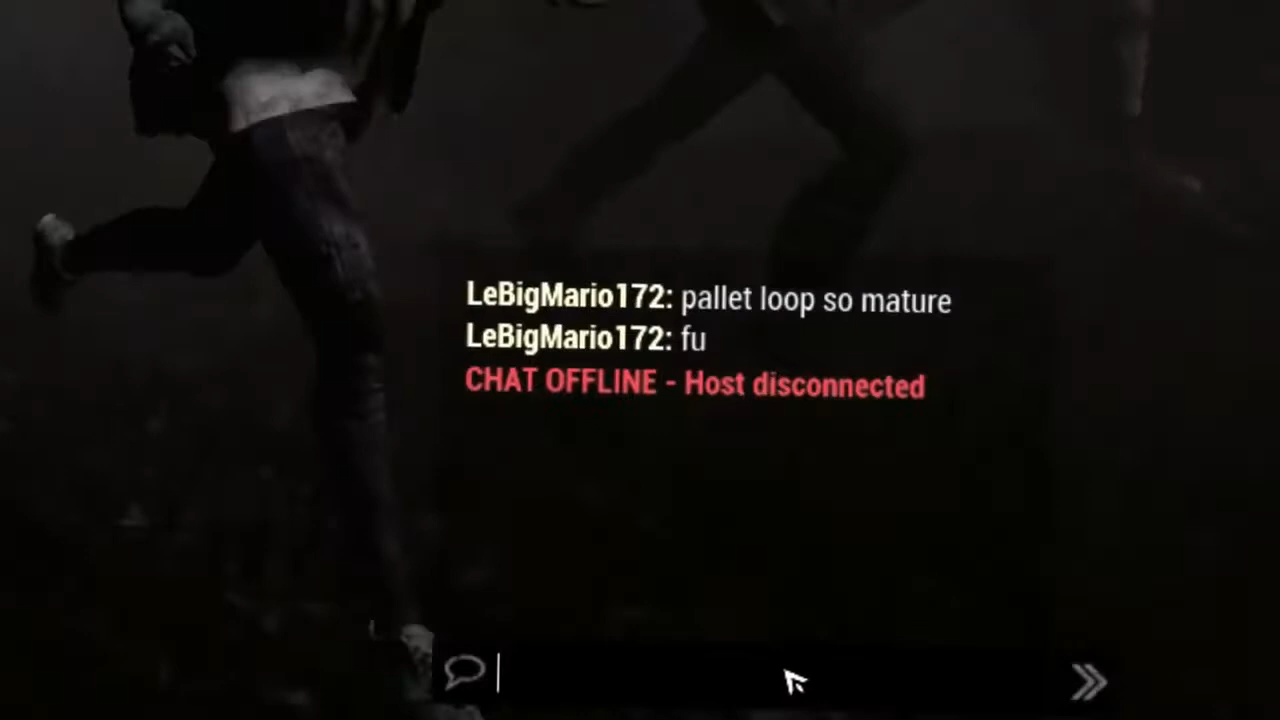 LeBigMario172: pallet loop so mature
LeBigMario172: fu
CHAT OFFLINE - Host disconnected